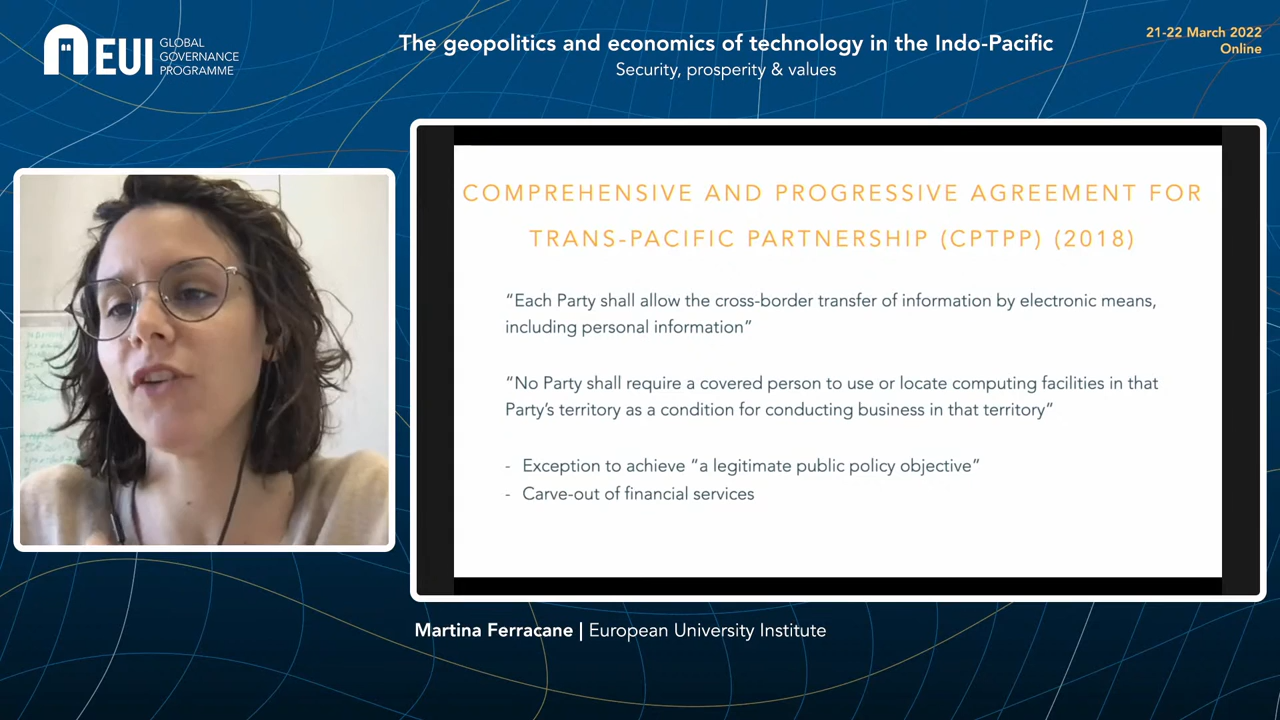 EUI
GLOBAL
GOVERNANCE
PROGRAMME
The geopolitics and economics of technology in the Indo-Pacific
Security, prosperity & values
21-22 March 2022
Online
COMPREHENSIVE AND PROGRESSIVE AGREEMENT FOR
TRANS-PACIFIC PARTNERSHIP (CPTPP) (2018)
“Each Party shall allow the cross-border transfer of information by electronic means,
including personal information”
“No Party shall require a covered person to use or locate computing facilities in that
Party’s territory as a condition for conducting business in that territory”
- Exception to achieve “a legitimate public policy objective”
- Carve-out of financial services
Martina Ferracane | European University Institute